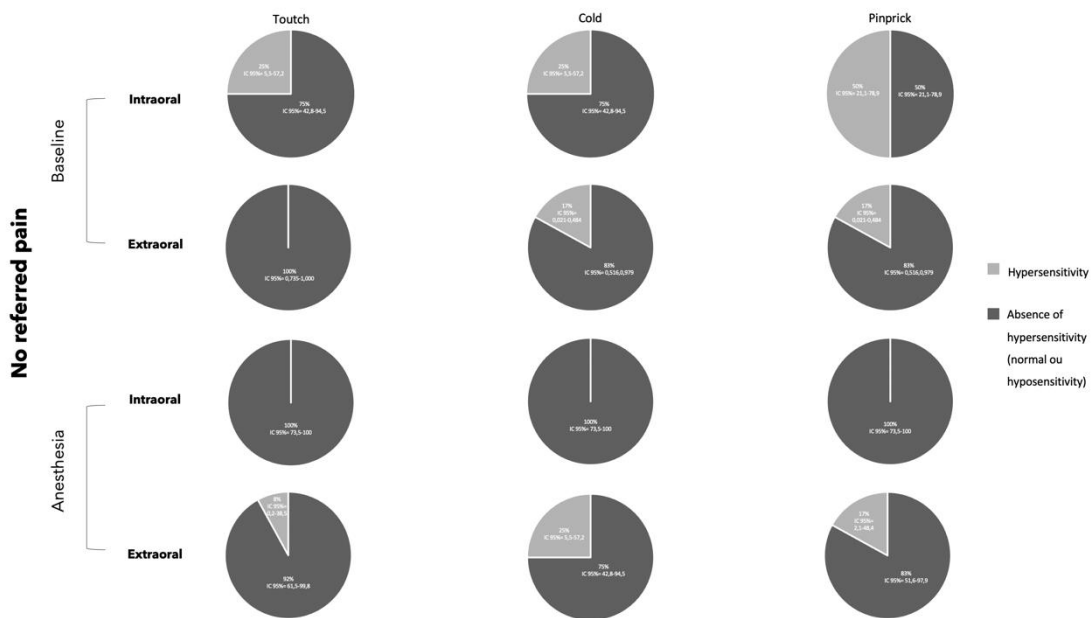 Toutch
Cold
Pinprick
No referred pain
Baseline
Intraoral
25%
IC 95%= 5,5-57,2
75%
IC 95%= 42,8-94,5
25%
IC 95%= 5,5-57,2
75%
IC 95%= 42,8-94,5
50%
IC 95%= 21,1-78,9
50%
IC 95%= 21,1-78,9
Extraoral
100%
IC 95%= 0,735-1,000
17%
IC 95%=
0,021-0,484
83%
IC 95%= 0,516,0,979
17%
IC 95%=
0,021-0,484
83%
IC 95%= 0,516,0,979
Hypersensitivity
Absence of
hypersensitivity
(normal ou
hyposensitivity)
Anesthesia
Intraoral
100%
IC 95%= 73,5-100
100%
IC 95%= 73,5-100
100%
IC 95%= 73,5-100
Extraoral
8%
IC 95%=
0,2-38,5
92%
IC 95%= 61,5-99,8
25%
IC 95%= 5,5-57,2
75%
IC 95%= 42,8-94,5
17%
IC 95%=
2,1-48,4
83%
IC 95%= 51,6-97,9